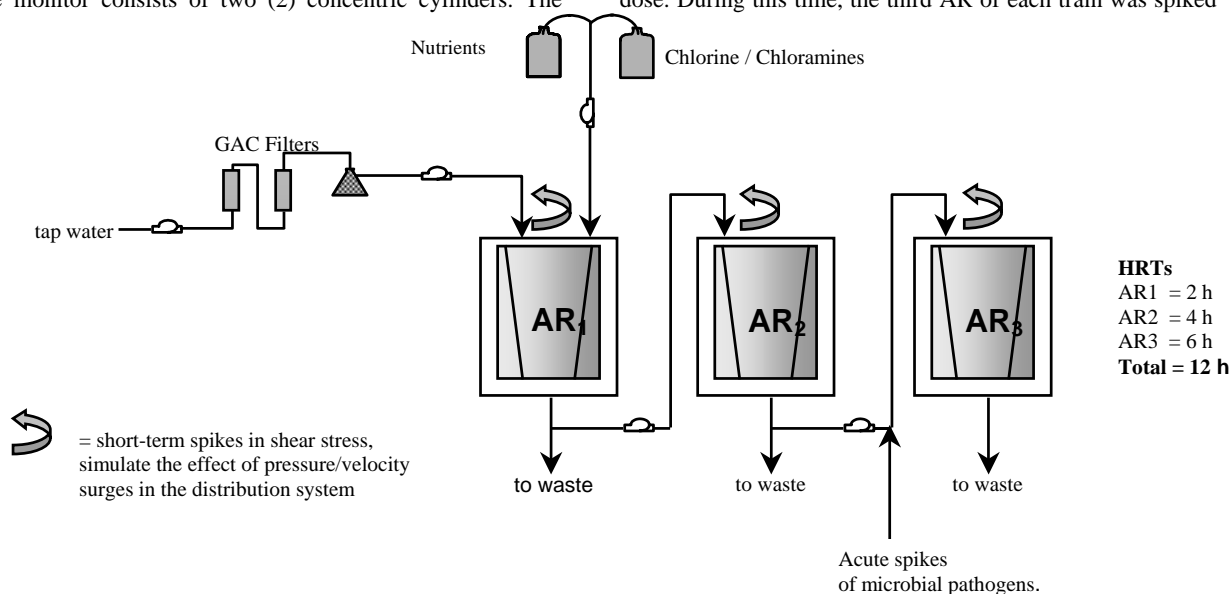 e monitor consists of two (2) concentric cylinders. The
dose. During this time, the third AR of each train was spiked
Nutrients
Chlorine / Chloramines
GAC Filters
tap water
AR1
AR2
AR3
HRTs
AR1 = 2 h
AR2 = 4 h
AR3 = 6 h
Total = 12 h
= short-term spikes in shear stress,
simulate the effect of pressure/velocity
surges in the distribution system
to waste
to waste
to waste
Acute spikes
of microbial pathogens.